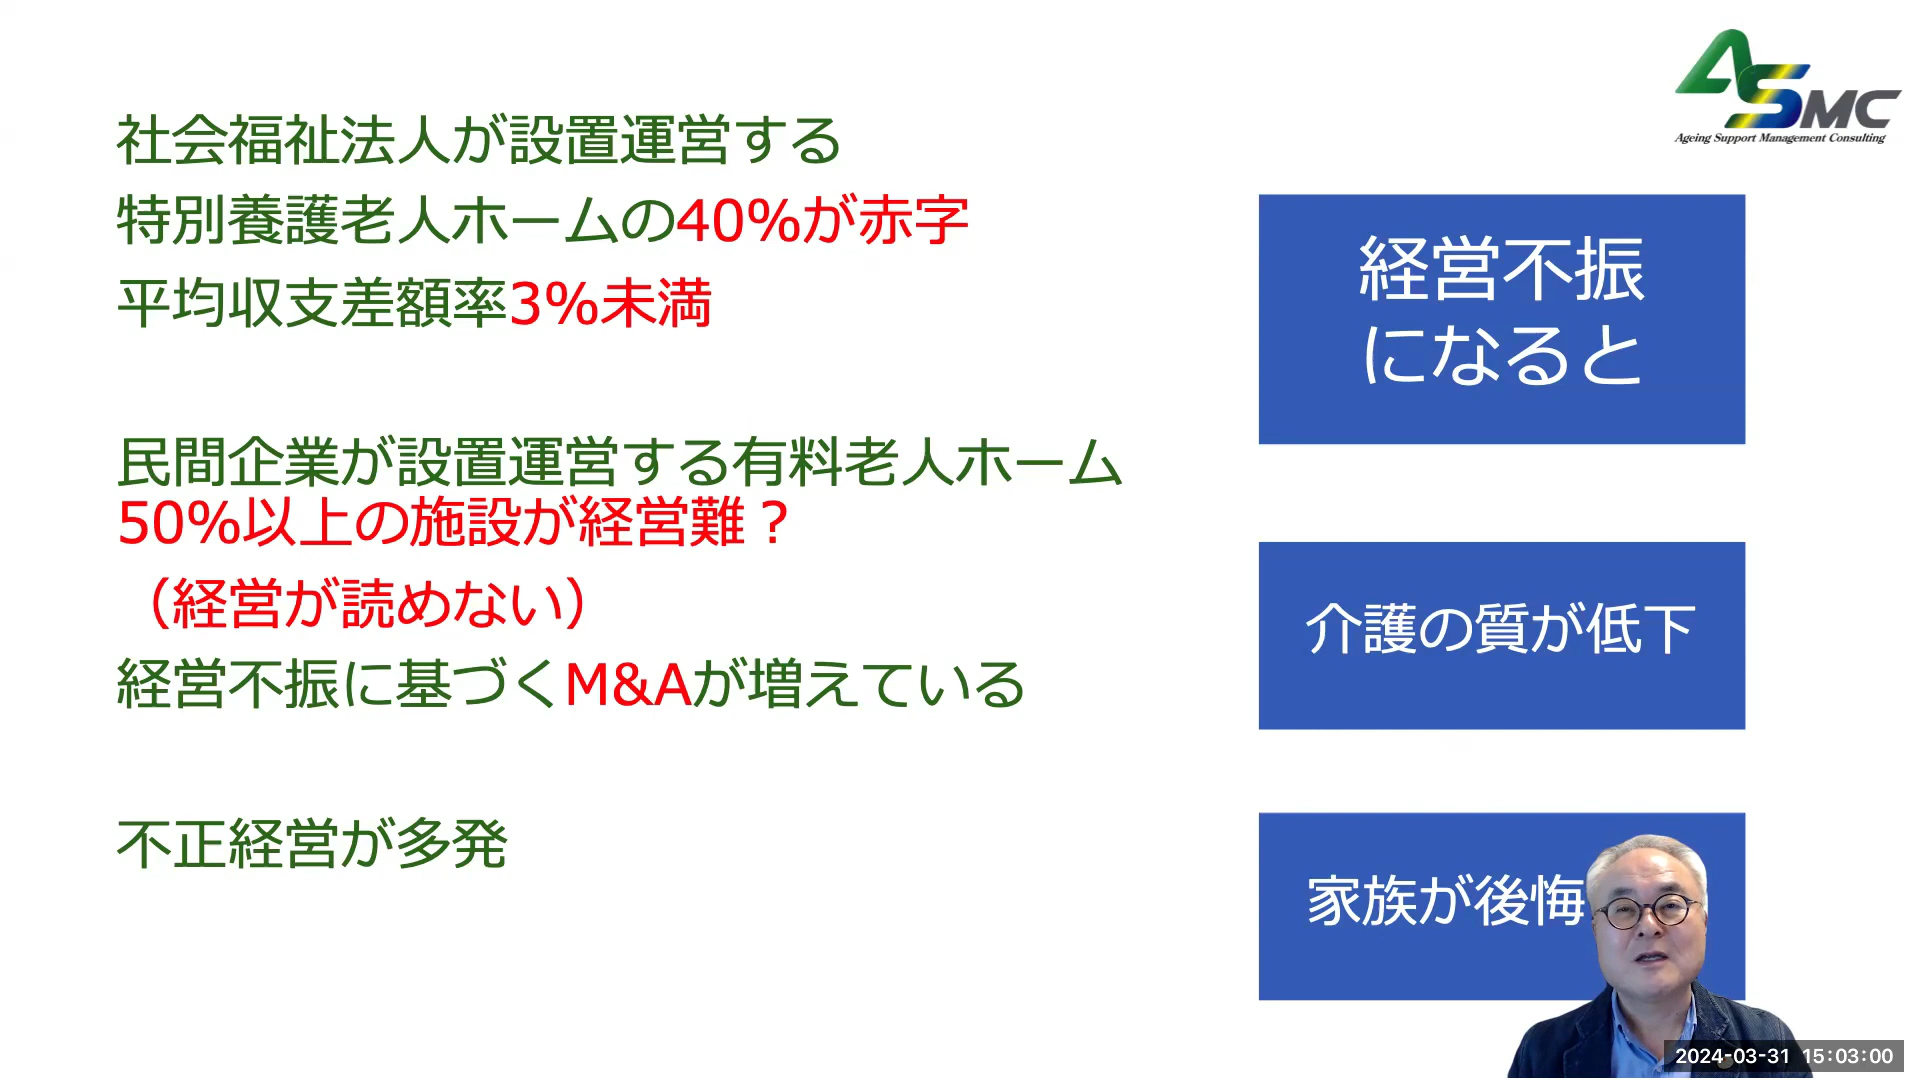 社会福祉法人が設置運営する
特別養護老人ホームの40%が赤字
平均収支差額率3%未満
民間企業が設置運営する有料老人ホーム
50%以上の施設が経営難？
（経営が読めない）
経営不振に基づくM&Aが増えている
不正経営が多発
ASMC
Ageing Support Management Consulting
経営不振
になると
介護の質が低下
家族が後悔
2024-03-31 15:03:00